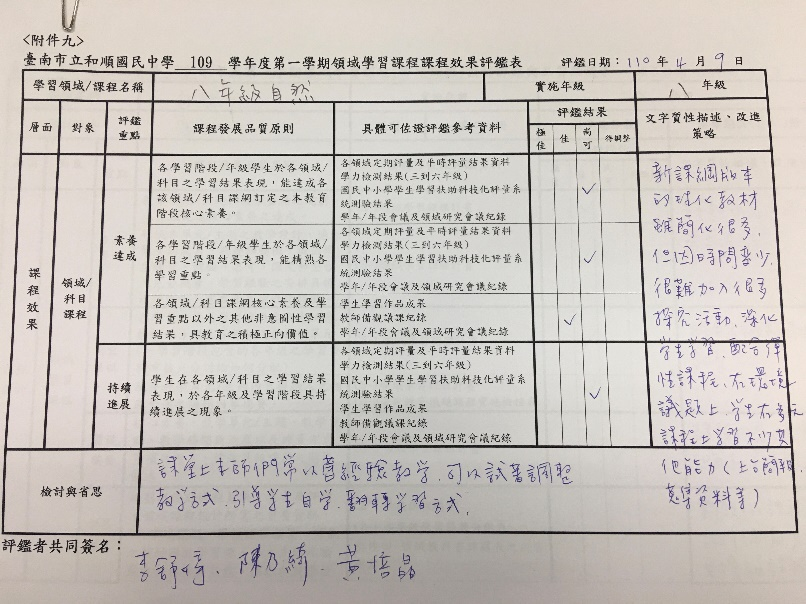 <附件九>
臺南市立和順國民中學 109 學年度第一學期領域學習課程課程效果評鑑表 評鑑日期：110年4月9日
學習領域/課程名稱 八年級自然 實施年級 八年級
層面 對象 評鑑重點 課程發展品質原則 具體可佐證評鑑參考資料 評鑑結果 文字質性描述、改進策略
極佳 佳 尚可 待調整
課程效果
領域/科目課程
素養達成
各學習階段/年級學生於各領域/
科目之學習結果表現，能達成各
該領域/科目課綱訂定之本教育
階段核心素養。
各領域定期評量及平時評量結果資料
學力檢測結果(三到六年級)
國民中小學學生學習扶助科技化評量系
統測驗結果
學年/年段會議及領域研究會議紀錄
✓
各學習階段/年級學生於各領域/
科目之學習結果表現，能精熟各
學習重點。
各領域定期評量及平時評量結果資料
學力檢測結果(三到六年級)
國民中小學學生學習扶助科技化評量系
統測驗結果
學年/年段會議及領域研究會議紀錄
✓
各領域/科目課綱核心素養及學
習重點以外之其他非意圖性學習
結果，具教育之積極正向價值。
學生學習作品成果
教師備觀議課紀錄
學年/年段會議及領域研究會議紀錄
✓
持續進展
學生在各領域/科目之學習結果
表現，於各年級及學習階段具持
續進展之現象。
各領域定期評量及平時評量結果資料
學力檢測結果(三到六年級)
國民中小學學生學習扶助科技化評量系
統測驗結果
學生學習作品成果
教師備觀議課紀錄
學年/年段會議及領域研究會議紀錄
✓
新課綱版本
的理化教材
雖簡化很多,
但因時間變少,
很難加入很多
探究活動,深化
學生學習,配合彈
性課程,在環境
議題上,學生在多元
課程上學習不少其
他能力(上台簡報
蒐集資料等)
檢討與省思
課堂上老師們常以舊經驗教學,可以試著調整
教學方式,引導學生自學,翻轉學習方式,
評鑑者共同簽名：
李舒婷、陳乃綺、黃培晶